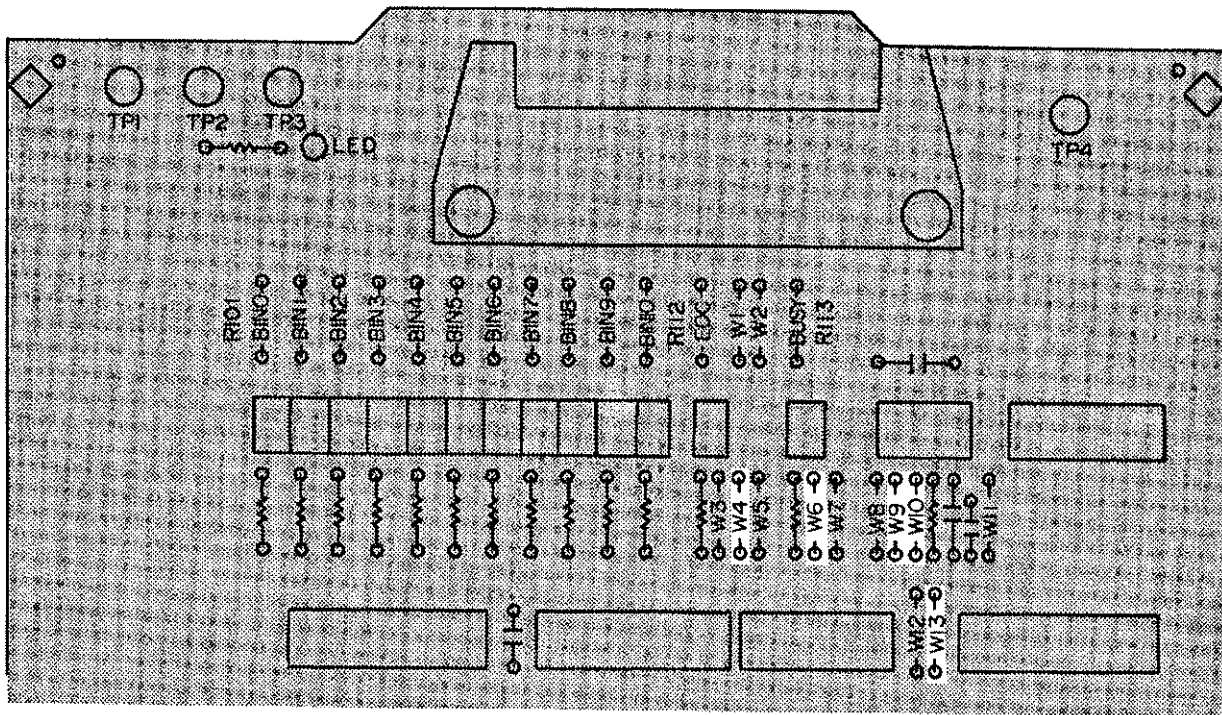 TP1
TP2
TP3
LED
TP4
R101
BIN0
BIN1
BIN2
BIN3
BIN4
BIN5
BIN6
BIN7
BIN8
BIN9
BIN10
R112
EOC
W1
W2
BUSY
R113
W3
W4
W5
W6
W7
W8
W9
W10
W11
W12
W13